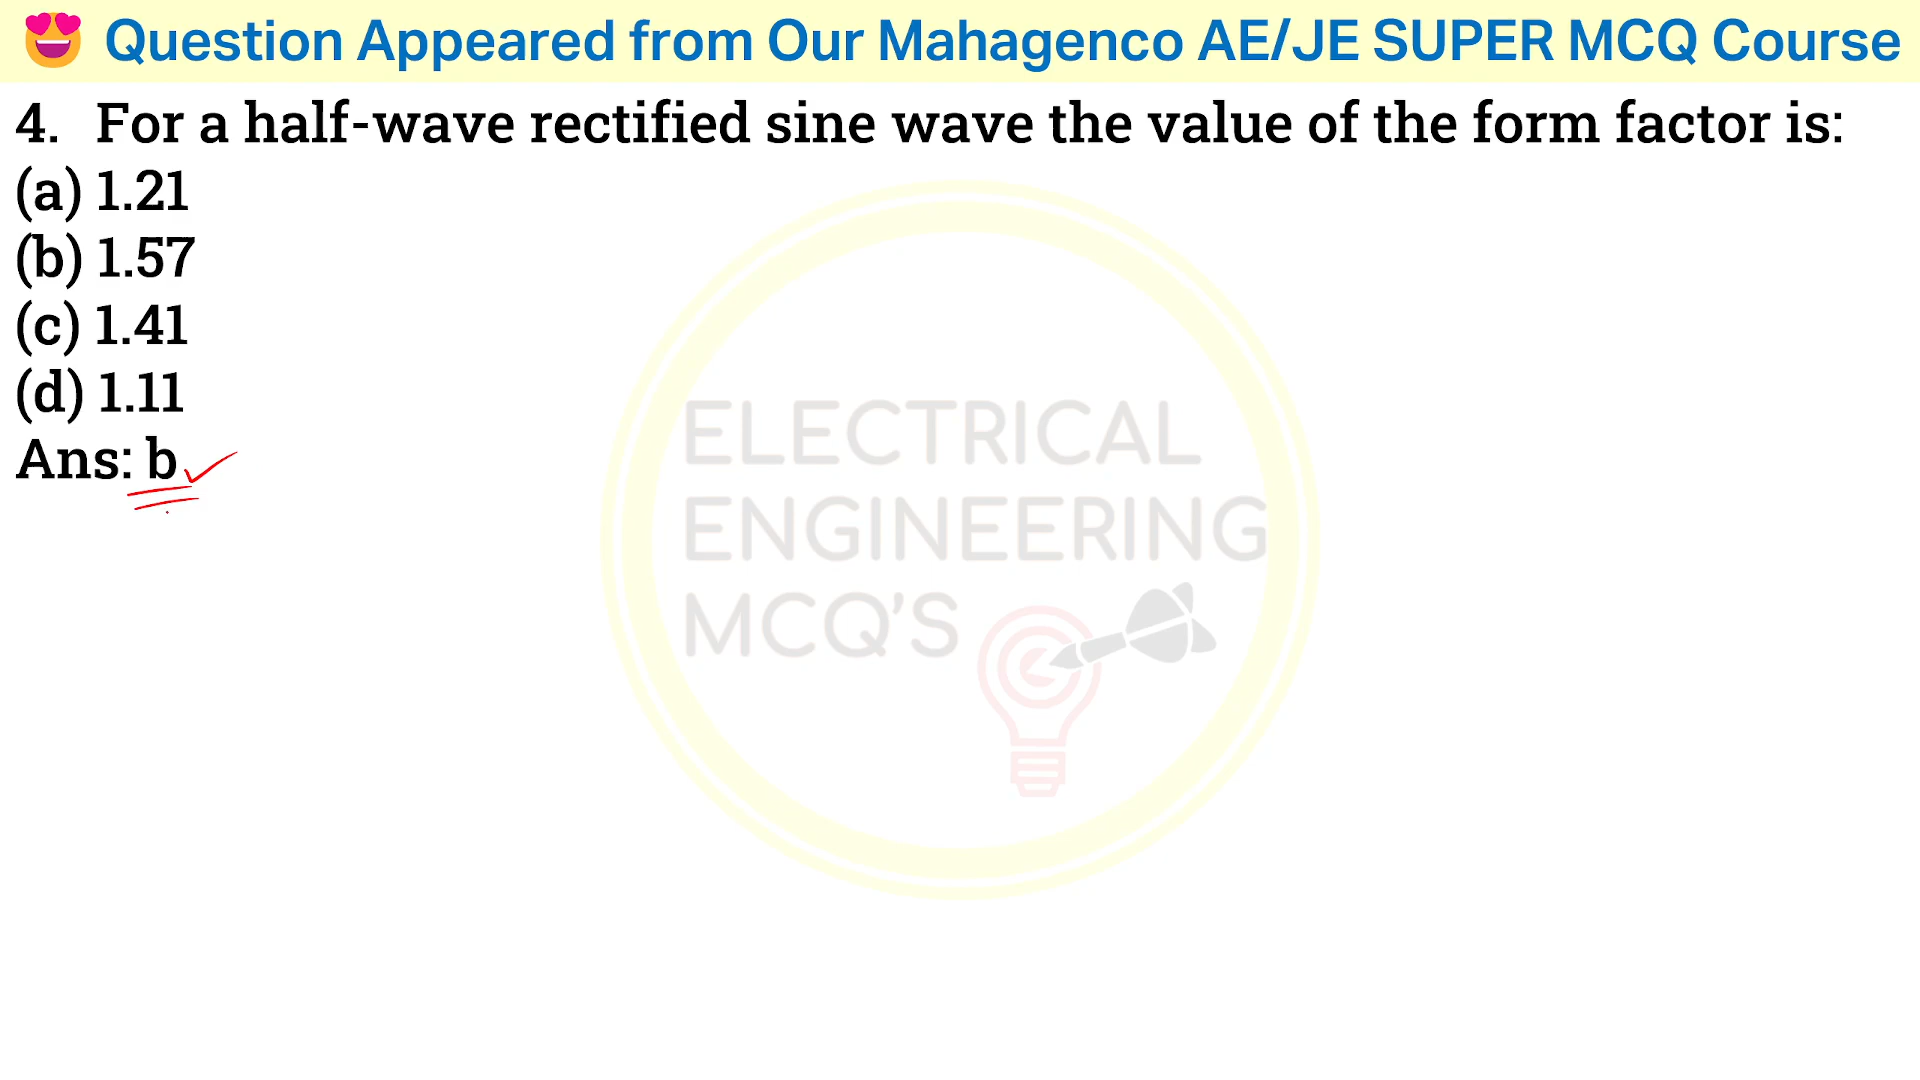 😍 Question Appeared from Our Mahagenco AE/JE SUPER MCQ Course
4. For a half-wave rectified sine wave the value of the form factor is:
(a) 1.21
(b) 1.57
(c) 1.41
(d) 1.11
Ans: b
ELECTRICAL
ENGINEERING
MCQ'S